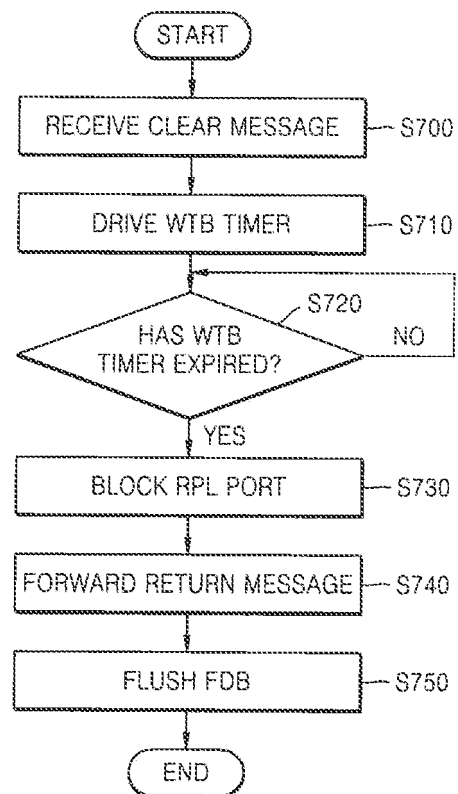 START
RECEIVE CLEAR MESSAGE
S700
DRIVE WTB TIMER
S710
S720
HAS WTB
TIMER EXPIRED?
NO
YES
BLOCK RPL PORT
S730
FORWARD RETURN MESSAGE
S740
FLUSH FDB
S750
END